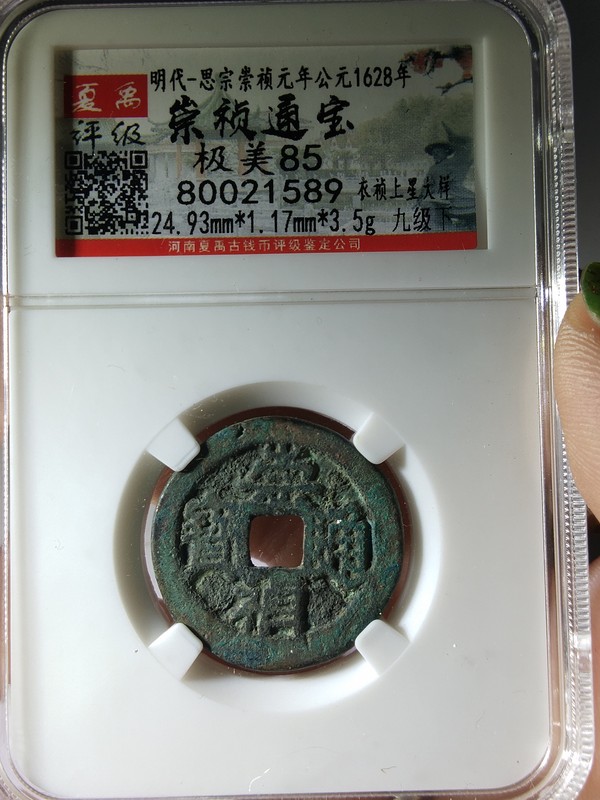 明代-思宗崇祯元年公元1628年
夏禹
崇祯通宝
评级
极美85
80021589 衣祯上星大样
24.93mm*1.17mm*3.5g 九级下
河南夏禹古钱币评级鉴定公司
崇禎通寶